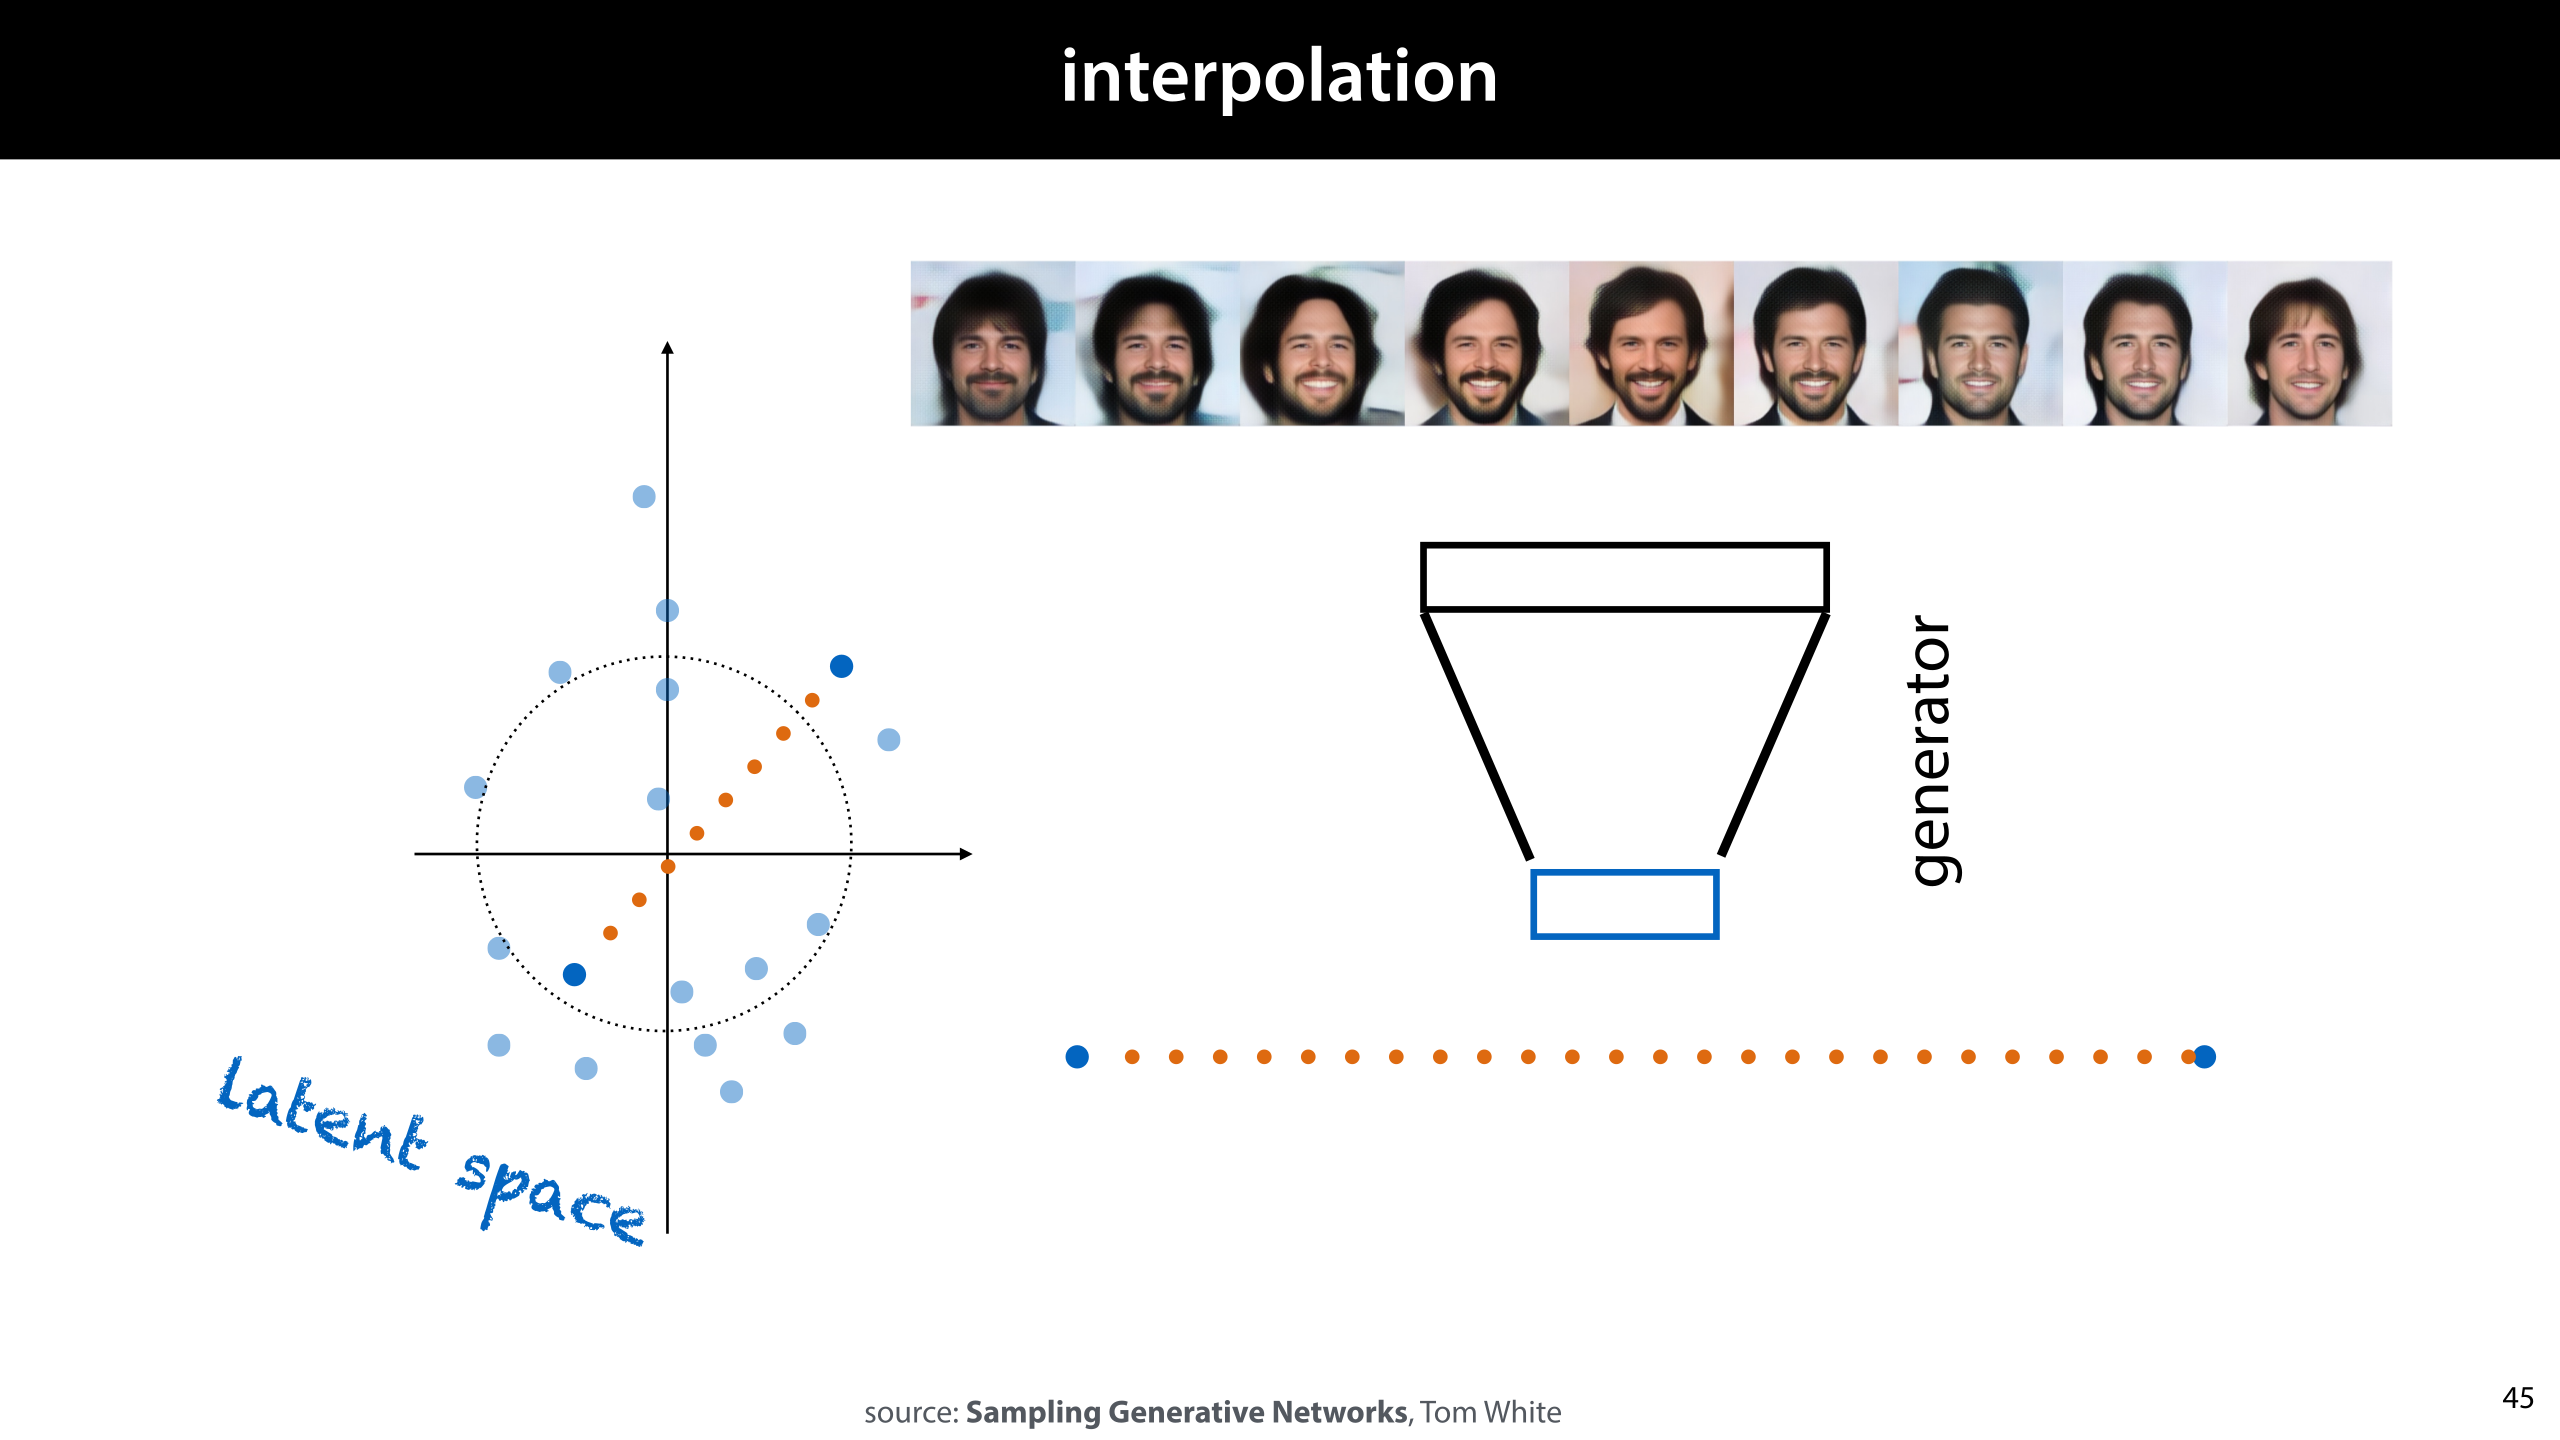 interpolation
generator
Latent space
source: Sampling Generative Networks, Tom White
45